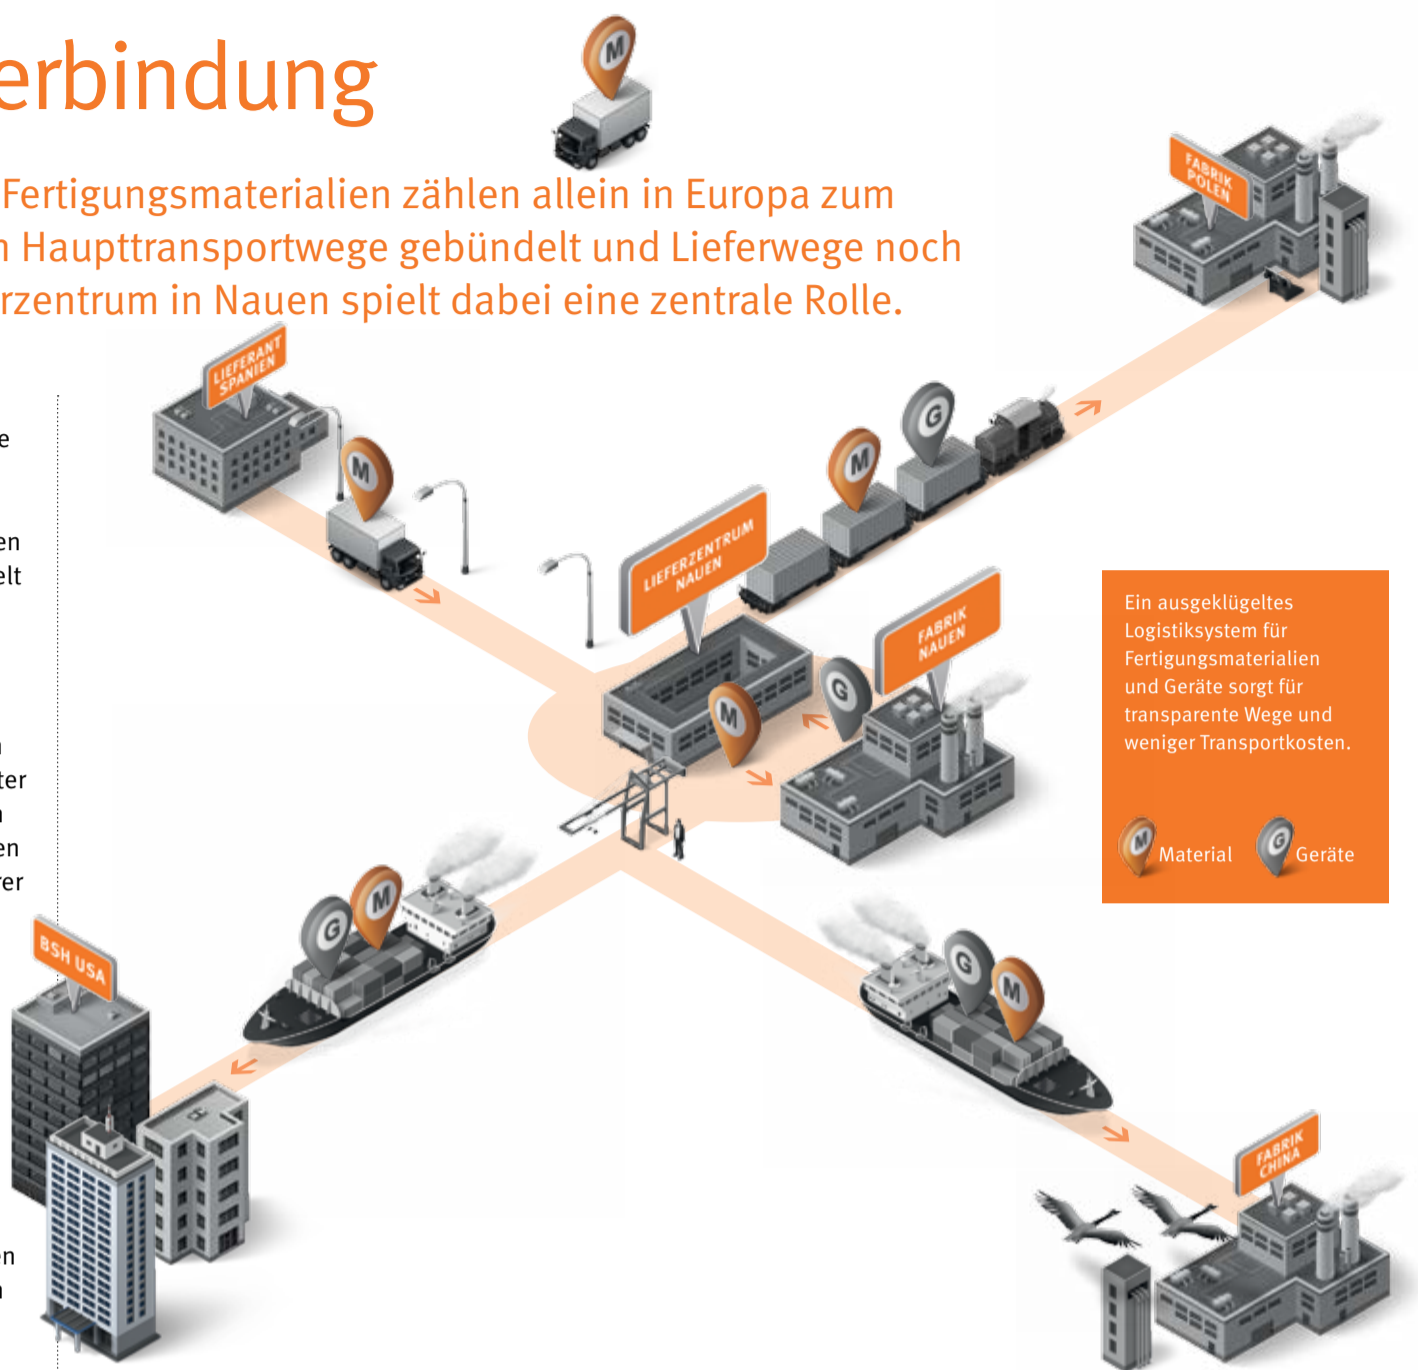 erbindung
Fertigungsmaterialien zählen allein in Europa zum
n Haupttransportwege gebündelt und Lieferwege noch
rzentrum in Nauen spielt dabei eine zentrale Rolle.
e
en
elt
n
ter
n
en
rer
en
n
M
FABRIK
POLEN
LIEFERANT
SPANIEN
M
G
M
LIEFERZENTRUM
NAUEN
FABRIK
NAUEN
M
G
Ein ausgeklügeltes
Logistiksystem für
Fertigungsmaterialien
und Geräte sorgt für
transparente Wege und
weniger Transportkosten.
M Material G Geräte
G M
BSH USA
G M
FABRIK
CHINA